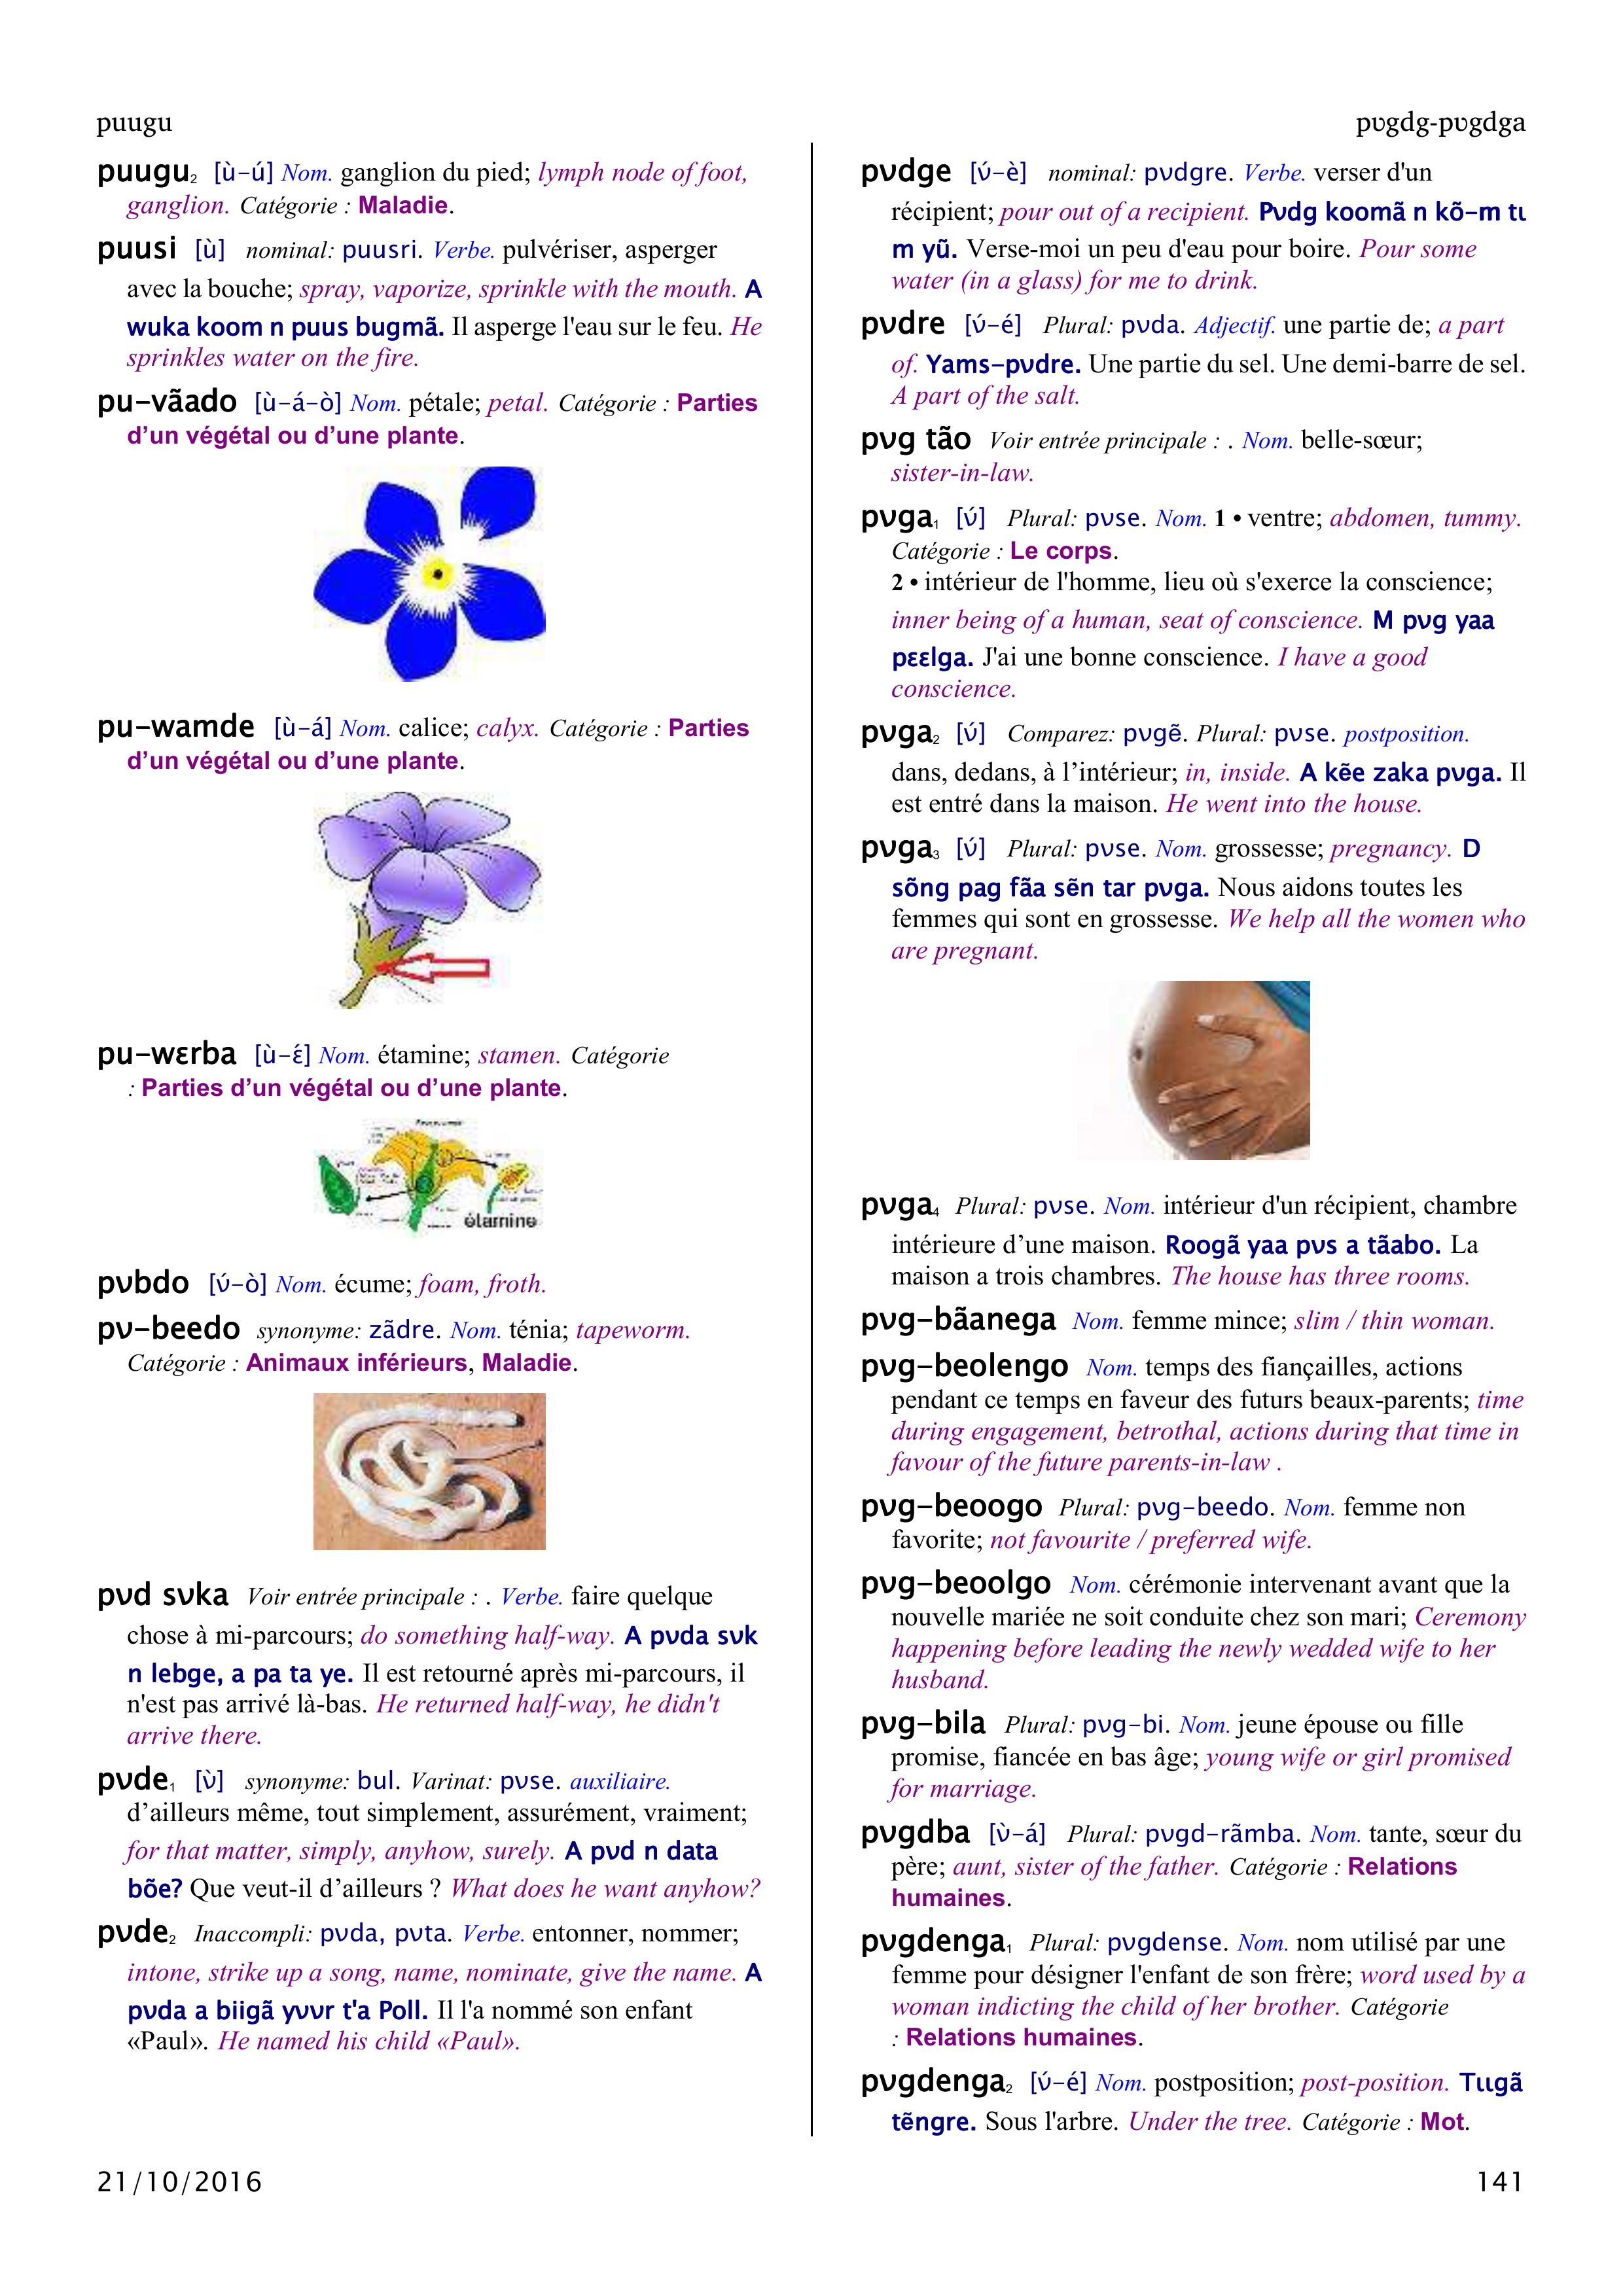 puugu
pʋgdg-pʋgdga
puugu₂ [ù-ú] Nom. ganglion du pied; lymph node of foot,
ganglion. Catégorie : Maladie.
puusi [ù] nominal: puusri. Verbe. pulvériser, asperger
avec la bouche; spray, vaporize, sprinkle with the mouth. A
wuka koom n puus bugmã. Il asperge l'eau sur le feu. He
sprinkles water on the fire.
pu-vãado [ù-á-ò] Nom. pétale; petal. Catégorie : Parties
d’un végétal ou d’une plante.
pu-wamde [ù-á] Nom. calice; calyx. Catégorie : Parties
d’un végétal ou d’une plante.
pu-wɛrba [ù-ɛ́] Nom. étamine; stamen. Catégorie
: Parties d’un végétal ou d’une plante.
étamine
pʋbdo [ʋ́-ò] Nom. écume; foam, froth.
pʋ-beedo synonyme: zãdre. Nom. ténia; tapeworm.
Catégorie : Animaux inférieurs, Maladie.
pʋd sʋka Voir entrée principale : . Verbe. faire quelque
chose à mi-parcours; do something half-way. A pʋda sʋk
n lebge, a pa ta ye. Il est retourné après mi-parcours, il
n'est pas arrivé là-bas. He returned half-way, he didn't
arrive there.
pʋde₁ [ʋ̀] synonyme: bul. Varinat: pʋse. auxiliaire.
d’ailleurs même, tout simplement, assurément, vraiment;
for that matter, simply, anyhow, surely. A pʋd n data
bõe? Que veut-il d’ailleurs ? What does he want anyhow?
pʋde₂ Inaccompli: pʋda, pʋta. Verbe. entonner, nommer;
intone, strike up a song, name, nominate, give the name. A
pʋda a biigã yʋʋr t'a Poll. Il l'a nommé son enfant
«Paul». He named his child «Paul».
pʋdge [ʋ́-è] nominal: pʋdgre. Verbe. verser d'un
récipient; pour out of a recipient. Pʋdg koomã n kõ-m tɩ
m yũ. Verse-moi un peu d'eau pour boire. Pour some
water (in a glass) for me to drink.
pʋdre [ʋ́-é] Plural: pʋda. Adjectif. une partie de; a part
of. Yams-pʋdre. Une partie du sel. Une demi-barre de sel.
A part of the salt.
pʋg tão Voir entrée principale : . Nom. belle-sœur;
sister-in-law.
pʋga₁ [ʋ́] Plural: pʋse. Nom. 1 • ventre; abdomen, tummy.
Catégorie : Le corps.
2 • intérieur de l'homme, lieu où s'exerce la conscience;
inner being of a human, seat of conscience. M pʋg yaa
pɛɛlga. J'ai une bonne conscience. I have a good
conscience.
pʋga₂ [ʋ́] Comparez: pʋgẽ. Plural: pʋse. postposition.
dans, dedans, à l’intérieur; in, inside. A kẽe zaka pʋga. Il
est entré dans la maison. He went into the house.
pʋga₃ [ʋ́] Plural: pʋse. Nom. grossesse; pregnancy. D
sõng pag fãa sẽn tar pʋga. Nous aidons toutes les
femmes qui sont en grossesse. We help all the women who
are pregnant.
pʋga₄ Plural: pʋse. Nom. intérieur d'un récipient, chambre
intérieure d’une maison. Roogã yaa pʋs a tãabo. La
maison a trois chambres. The house has three rooms.
pʋg-bãanega Nom. femme mince; slim / thin woman.
pʋg-beolengo Nom. temps des fiançailles, actions
pendant ce temps en faveur des futurs beaux-parents; time
during engagement, betrothal, actions during that time in
favour of the future parents-in-law .
pʋg-beoogo Plural: pʋg-beedo. Nom. femme non
favorite; not favourite / preferred wife.
pʋg-beoolgo Nom. cérémonie intervenant avant que la
nouvelle mariée ne soit conduite chez son mari; Ceremony
happening before leading the newly wedded wife to her
husband.
pʋg-bila Plural: pʋg-bi. Nom. jeune épouse ou fille
promise, fiancée en bas âge; young wife or girl promised
for marriage.
pʋgdba [ʋ̀-á] Plural: pʋgd-rãmba. Nom. tante, sœur du
père; aunt, sister of the father. Catégorie : Relations
humaines.
pʋgdenga₁ Plural: pʋgdense. Nom. nom utilisé par une
femme pour désigner l'enfant de son frère; word used by a
woman indicting the child of her brother. Catégorie
: Relations humaines.
pʋgdenga₂ [ʋ́-é] Nom. postposition; post-position. Tɩɩgã
tẽngre. Sous l'arbre. Under the tree. Catégorie : Mot.
21/10/2016
141